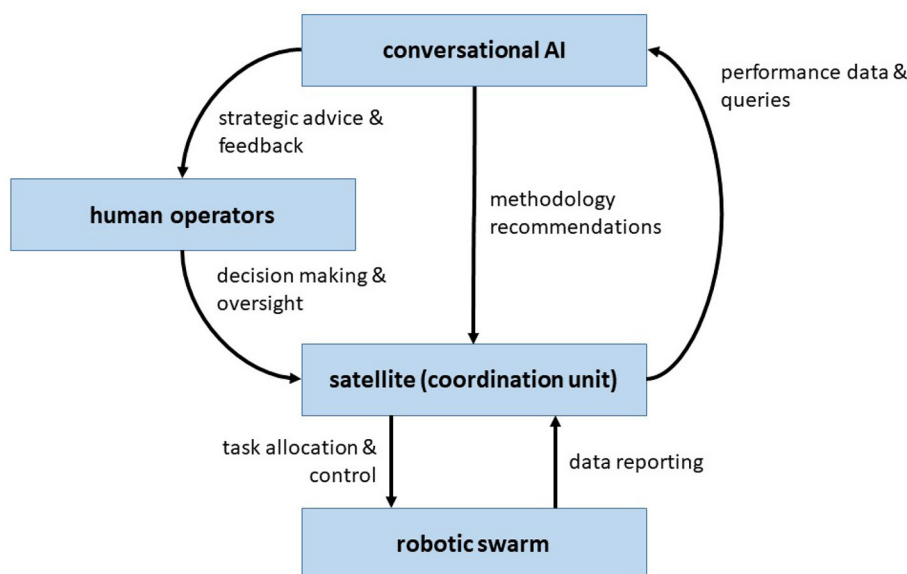 conversational AI
performance data &
queries
strategic advice &
feedback
human operators
methodology
recommendations
decision making &
oversight
satellite (coordination unit)
task allocation &
control
data reporting
robotic swarm